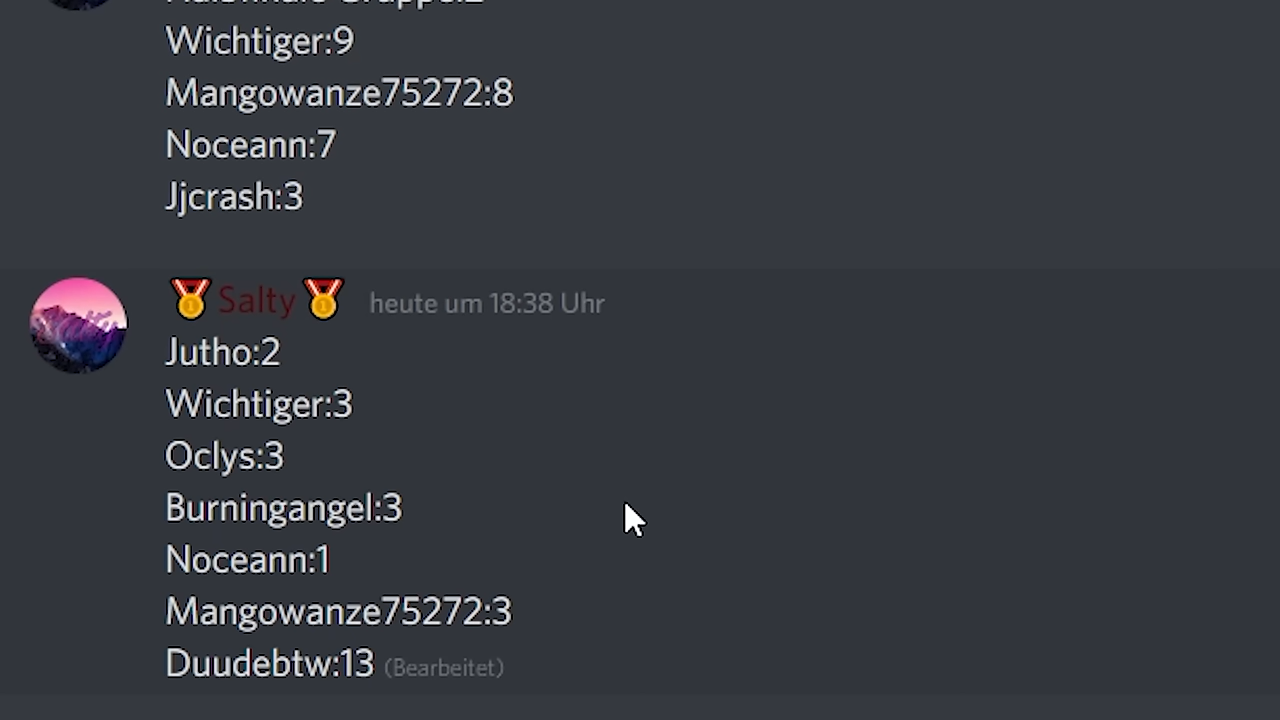 Wichtiger:9
Mangowanze75272:8
Noceann:7
Jjcrash:3
🏅Salty🏅 heute um 18:38 Uhr
Jutho:2
Wichtiger:3
Oclys:3
Burningangel:3
Noceann:1
Mangowanze75272:3
Duudebtw:13 (Bearbeitet)